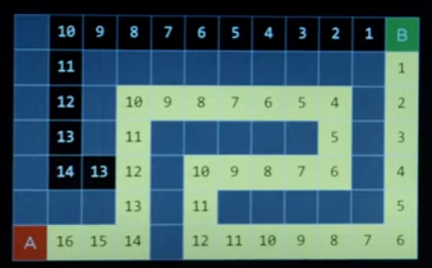 10 9 8 7 6 5 4 3 2 1 B
11 1
12 10 9 8 7 6 5 4 2
13 11 5 3
14 13 12 10 9 8 7 6 4
13 11 5
A 16 15 14 12 11 10 9 8 7 6